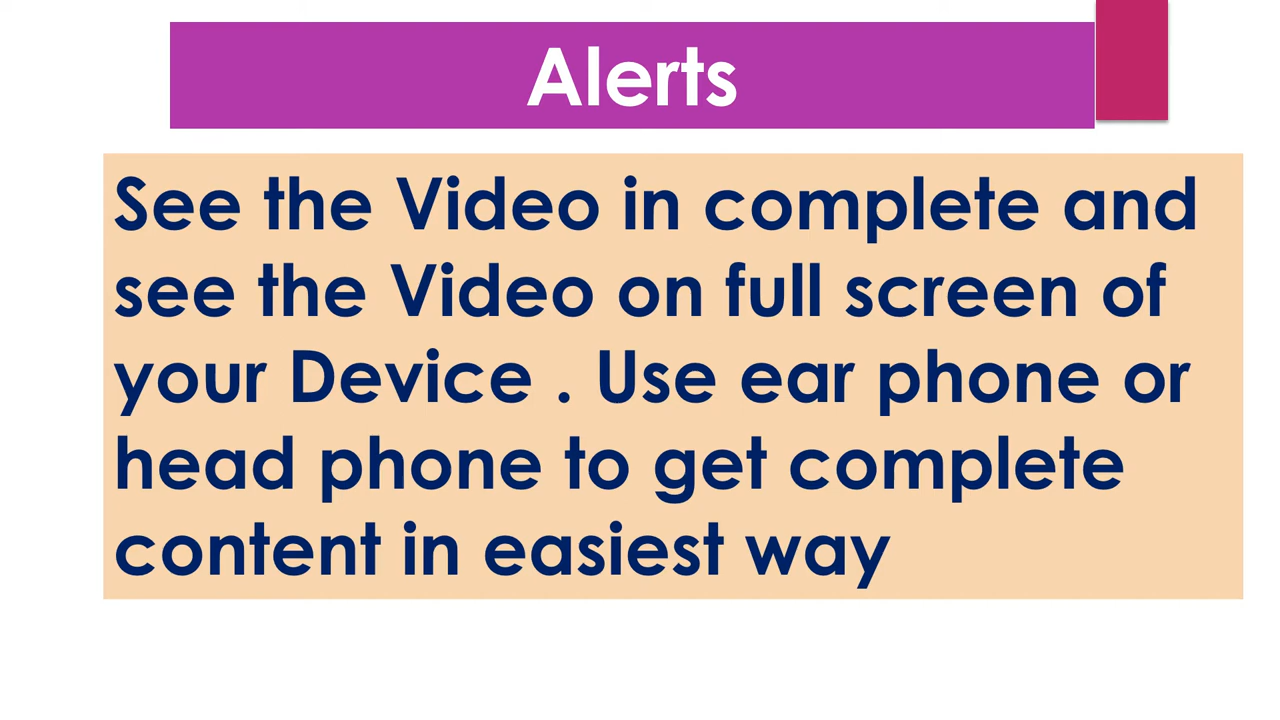 Alerts
See the Video in complete and
see the Video on full screen of
your Device . Use ear phone or
head phone to get complete
content in easiest way